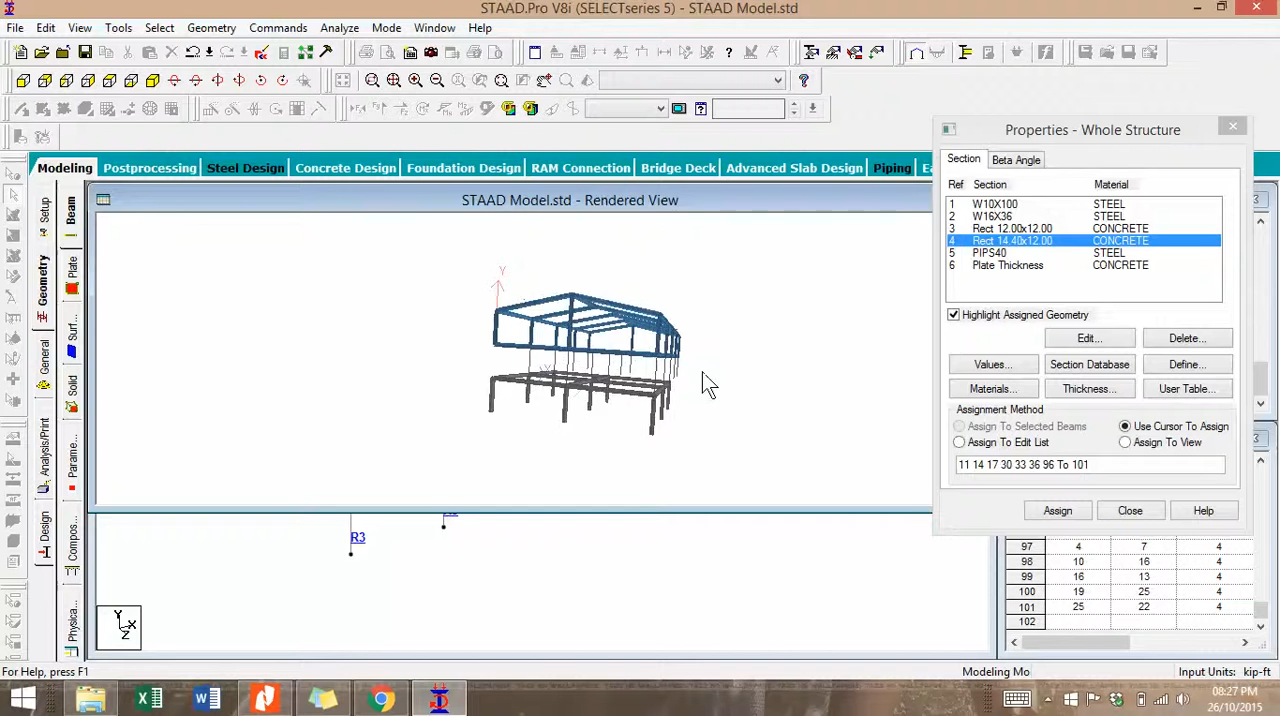 STAAD.Pro V8i (SELECTseries 5) - STAAD Model.std
File Edit View Tools Select Geometry Commands Analyze Mode Window Help
Modeling Postprocessing Steel Design Concrete Design Foundation Design RAM Connection Bridge Deck Advanced Slab Design Piping
Setup
Geometry
General
Analysis/Print
Design
Beam
Plate
Surf...
Solid
Parame...
Compos...
Physica...
STAAD Model.std - Rendered View
Y
X
R3
Y
X
Z
Properties - Whole Structure
Section Beta Angle
Ref Section Material
1 W10X100 STEEL
2 W16X36 STEEL
3 Rect 12.00x12.00 CONCRETE
4 Rect 14.40x12.00 CONCRETE
5 PIPS40 STEEL
6 Plate Thickness CONCRETE
Highlight Assigned Geometry
Edit... Delete...
Values... Section Database Define...
Materials... Thickness... User Table...
Assignment Method
Assign To Selected Beams Use Cursor To Assign
Assign To Edit List Assign To View
11 14 17 30 33 36 96 To 101
Assign Close Help
97 4 7 4
98 10 16 4
99 16 13 4
100 19 25 4
101 25 22 4
102
For Help, press F1 Modeling Mo Input Units: kip-ft
08:27 PM
26/10/2015